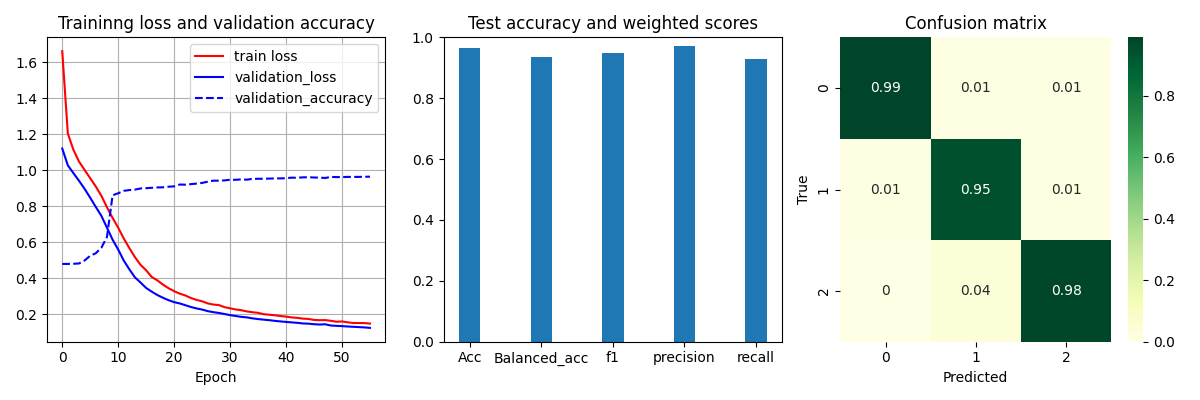 Traininng loss and validation accuracy
train loss
validation_loss
validation_accuracy
1.6
1.4
1.2
1.0
0.8
0.6
0.4
0.2
0 10 20 30 40 50
Epoch
Test accuracy and weighted scores
1.0
0.8
0.6
0.4
0.2
0.0
Acc Balanced_acc f1 precision recall
Confusion matrix
True
0 0.99 0.01 0.01
1 0.01 0.95 0.01
2 0 0.04 0.98
0 1 2
Predicted
0.8
0.6
0.4
0.2
0.0